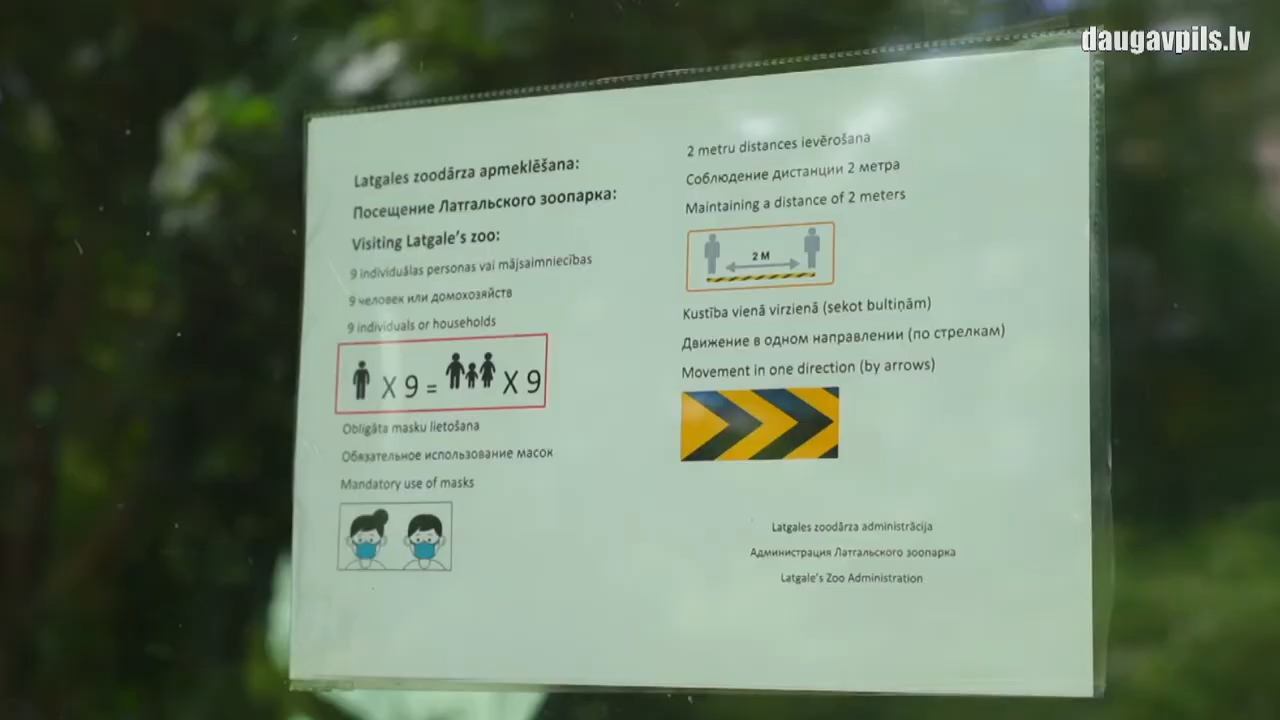 daugavpils.lv
Latgales zoodārza apmeklēšana:
Посещение Латгальского зоопарка:
Visiting Latgale's zoo:
9 individuālas personas vai mājsaimniecības
9 человек или домохозяйств
9 individuals or households
X 9 = X 9
Obligāta masku lietošana
Обязательное использование масок
Mandatory use of masks
2 metru distances ievērošana
Соблюдение дистанции 2 метра
Maintaining a distance of 2 meters
2 M
Kustība vienā virzienā (sekot bultiņām)
Движение в одном направлении (по стрелкам)
Movement in one direction (by arrows)
Latgales zoodārza administrācija
Администрация Латгальского зоопарка
Latgale's Zoo Administration